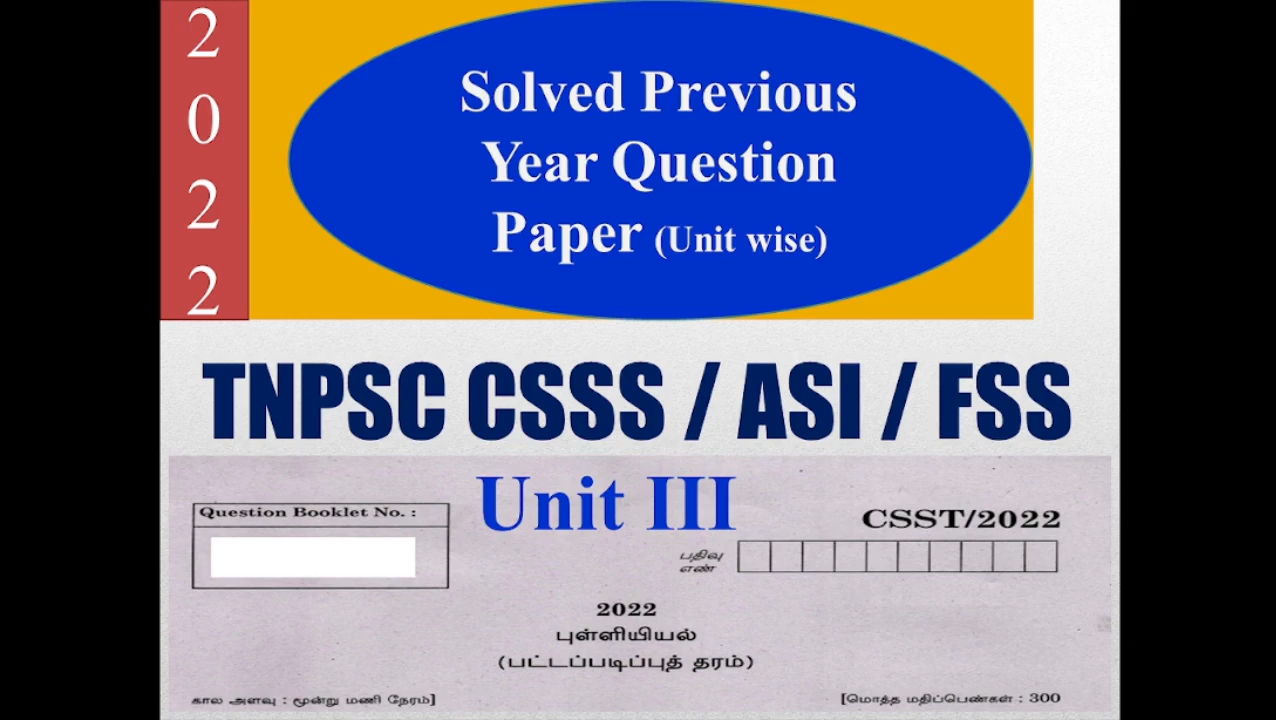 2
0
2
2
Solved Previous
Year Question
Paper (Unit wise)
TNPSC CSSS / ASI / FSS
Unit III
Question Booklet No. :
CSST/2022
பதிவு
எண்
2022
புள்ளியியல்
(பட்டப்படிப்புத் தரம்)
கால அளவு : மூன்று மணி நேரம்]
[மொத்த மதிப்பெண்கள் : 300